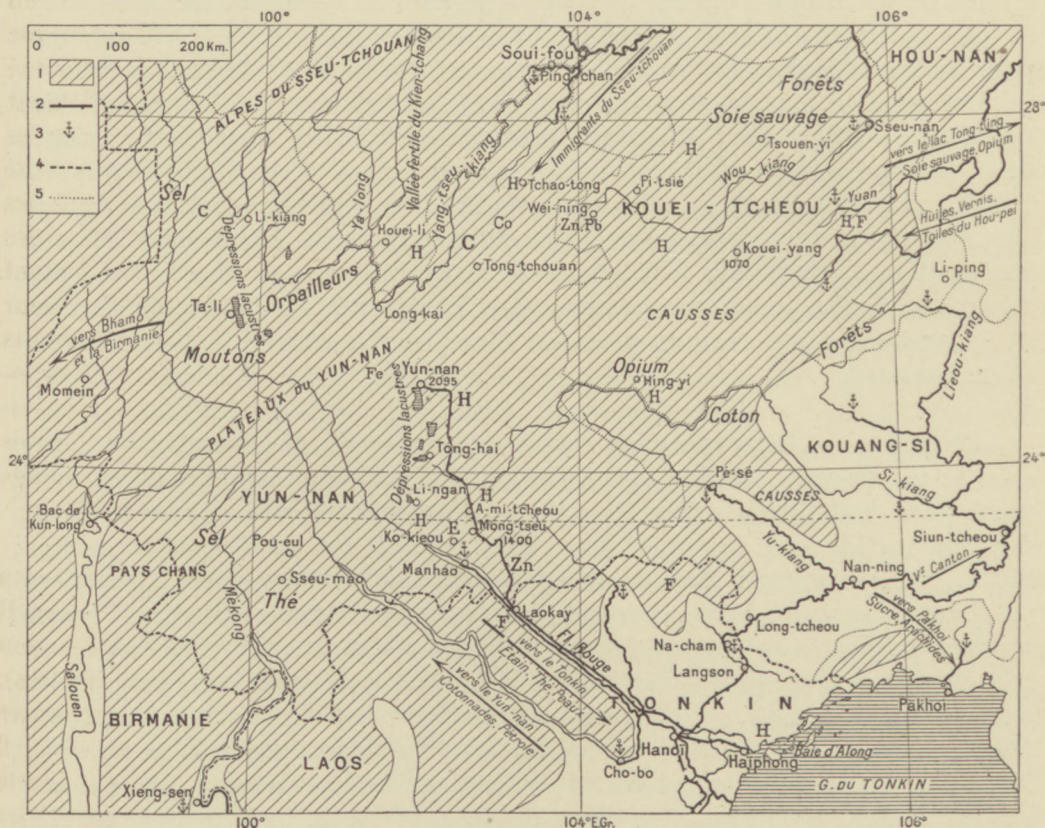 100°
104°
106°
0 100 200 Km.
1
2
3
4
5
ALPES DU SSEU-TCHOUAN
Vallée fertile du Kien-tchang
Soui-fou
Ping-chan
Immigrants du Sseu-tchouan
Forêts
Soie sauvage
HOU-NAN
28°
Sseu-nan
Tsouen-yi
vers le lac Tong-ting
Soie sauvage, Opium
H
Wou-kiang
Sel
C
Li-kiang
Ya-long
Yang-tseu-kiang
H
Tchao-tong
Pi-tsié
Wei-ning
Zn, Pb
KOUEI-TCHEOU
Yuan
H, F
Huiles, Vernis.
Toiles du Hou-pei
Houei-li
H
C
Co
H
Kouei-yang
1070
Tong-tchouan
Li-ping
Dépressions lacustres
Orpailleurs
Ta-li
Long-kai
CAUSSES
vers Bhamo
et la Birmanie
Moutons
Forêts
Lieou-kiang
Momein
PLATEAUX DU YUN-NAN
Fe
Yun-nan
2095
H
Opium
Hing-yi
H
Coton
Dépressions lacustres
Tong-hai
KOUANG-SI
24°
24°
Pé-sé
CAUSSES
Si-kiang
YUN-NAN
Li-ngan
H
A-mi-tcheou
Bac de
Kun-long
H
E
Ko-kieou
Mong-tseu
1400
Sel
Pou-eul
Manhao
Zn
Yu-kiang
Siun-tcheou
Nan-ning
Vs Canton
PAYS CHANS
Sseu-mao
Thé
Mékong
F
Laokay
F
Fl. Rouge
Long-tcheou
vers Pakhoi
Sucre, Arachides
Na-cham
Langson
vers le Tonkin
Étain, Thé, Peaux
vers le Yun-nan
Cotonnades, Pétrole
Salouen
TONKIN
Pakhoi
BIRMANIE
H
Hanoï
Baie d'Along
Haïphong
LAOS
Cho-bo
G. DU TONKIN
Xieng-sen
100°
104° E.Gr.
106°